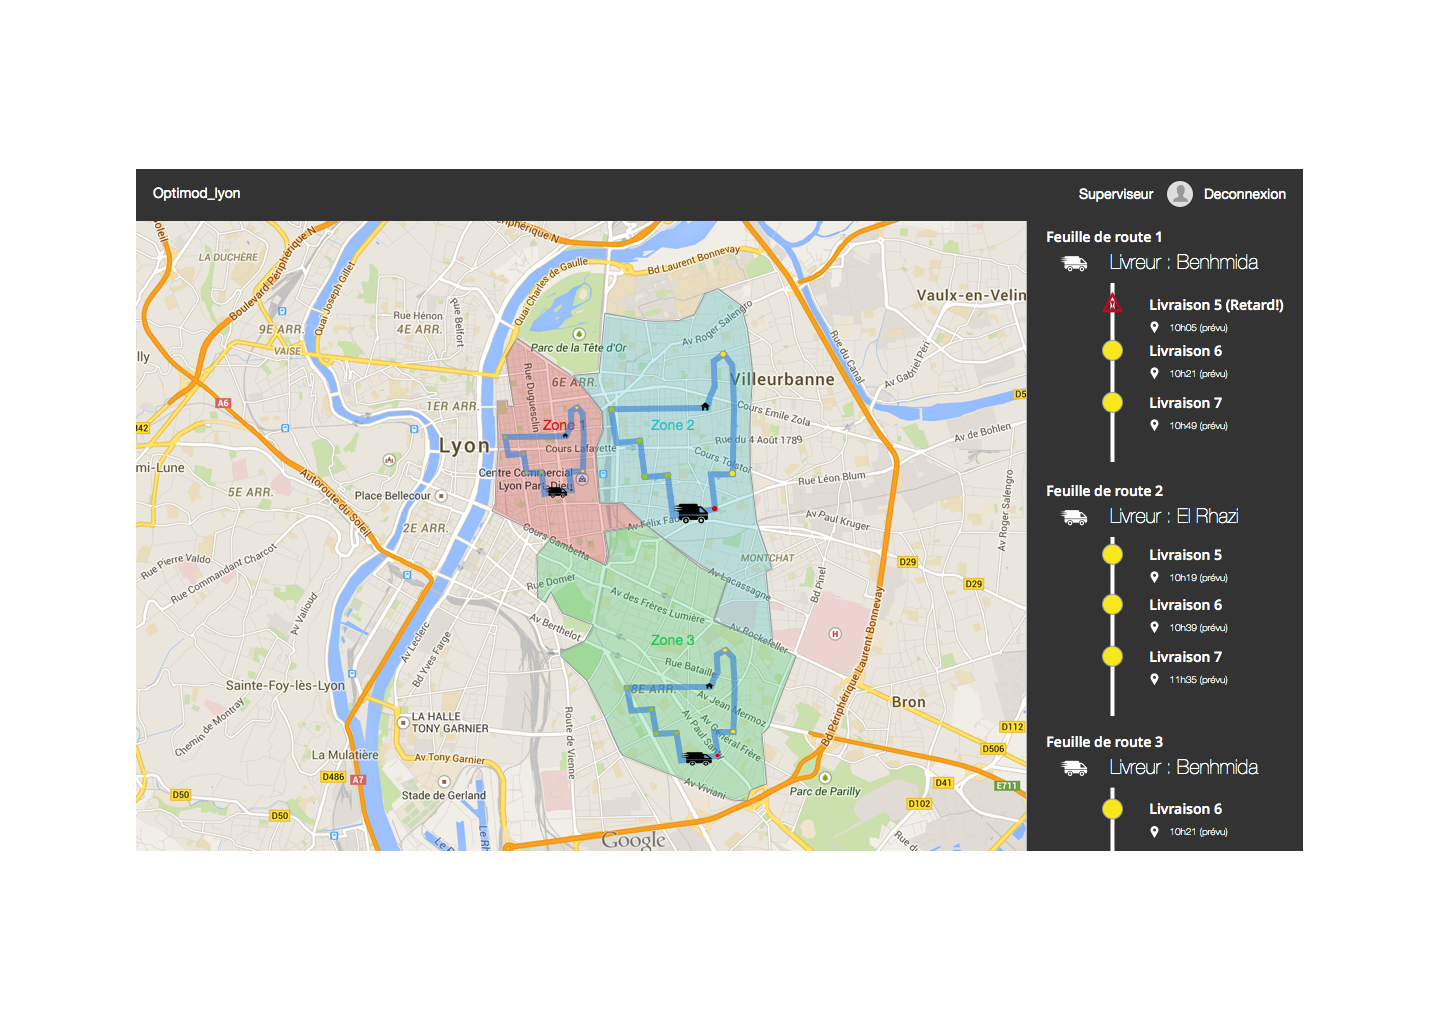 Optimod_lyon
Superviseur
Deconnexion
Boulevard Périphérique N
Périphérique N
LA DUCHÈRE
Quai Joseph Gillet
Quai Charles de Gaulle
Bd Laurent Bonnevay
Vaulx-en-Velin
9E ARR.
VAISE
Rue Hénon
4E ARR.
Rue Belfort
Parc de la Tête d'Or
Av Roger Salengro
Rue du Canal
Av Gabriel Péri
illy
6E ARR.
Rue Duguesclin
Villeurbanne
A6
1ER ARR.
D5
D42
Zone 1
Zone 2
Cours Emile Zola
Rue du 4 Août 1789
Av de Bohlen
Lyon
Cours Lafayette
Cours Tolstoï
mi-Lune
Centre Commercial
Lyon Part-Dieu
Rue Léon Blum
5E ARR.
Place Bellecour
Autoroute du Soleil
Av Roger Salengro
2E ARR.
Cours Gambetta
Av Félix Fau
Av Paul Kruger
Rue Pierre Valdo
Rue Commandant Charcot
MONTCHAT
D29
D29
Rue Domer
Av Lacassagne
Bd Pinel
Av Valioud
Av des Frères Lumière
Av Berthelot
Av Rockefeller
H
Av Leclerc
Bd Yves Farge
Zone 3
Rue Bataille
Bd Périphérique Laurent Bonnevay
Sainte-Foy-lès-Lyon
8E ARR
Av Jean Mermoz
Bron
Chemin de Montray
LA HALLE
TONY GARNIER
Route de Vienne
Av Paul Santy
Av Général Frère
D112
D506
La Mulatière
Av Tony Garnier
D486
A7
Av Viviani
Parc de Parilly
D41
E711
D50
D50
Stade de Gerland
D102
Google
Feuille de route 1
Livreur : Benhmida
Livraison 5 (Retard!)
10h05 (prévu)
Livraison 6
10h21 (prévu)
Livraison 7
10h49 (prévu)
Feuille de route 2
Livreur : El Rhazi
Livraison 5
10h19 (prévu)
Livraison 6
10h39 (prévu)
Livraison 7
11h35 (prévu)
Feuille de route 3
Livreur : Benhmida
Livraison 6
10h21 (prévu)